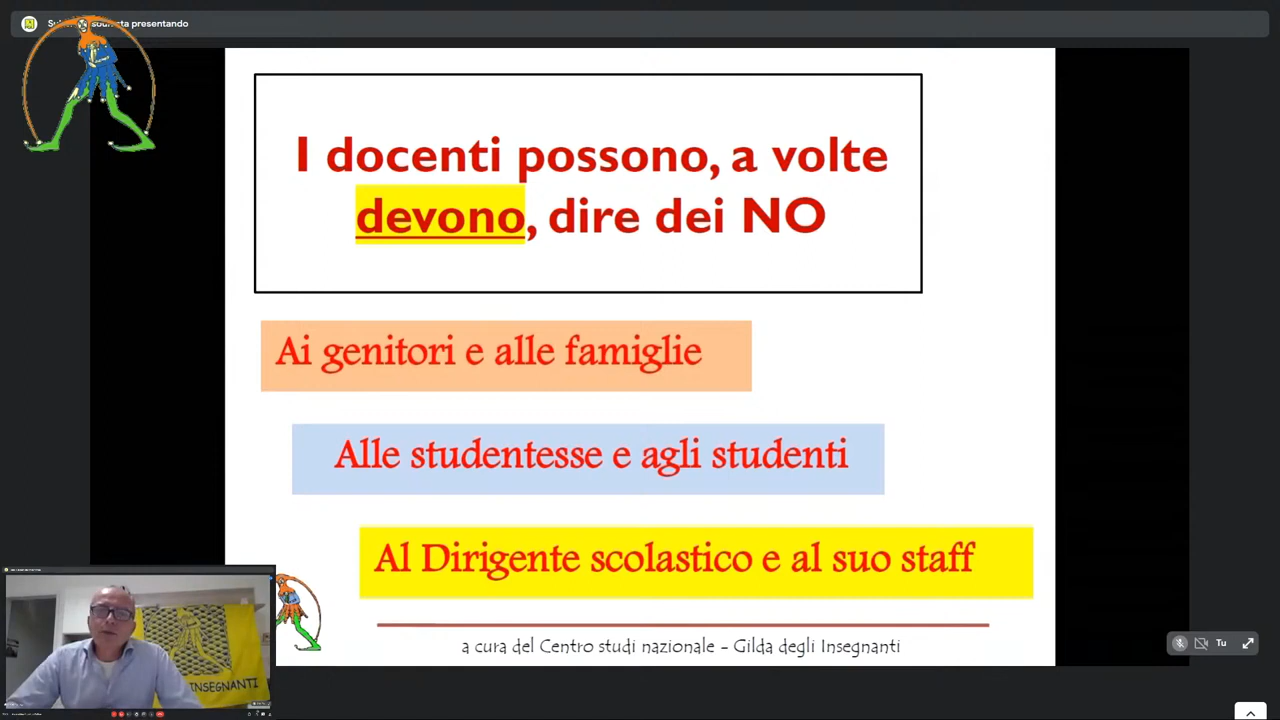 sta presentando
I docenti possono, a volte
devono, dire dei NO
Ai genitori e alle famiglie
Alle studentesse e agli studenti
Al Dirigente scolastico e al suo staff
a cura del Centro studi nazionale - Gilda degli Insegnanti
INSEGNANTI
Tu